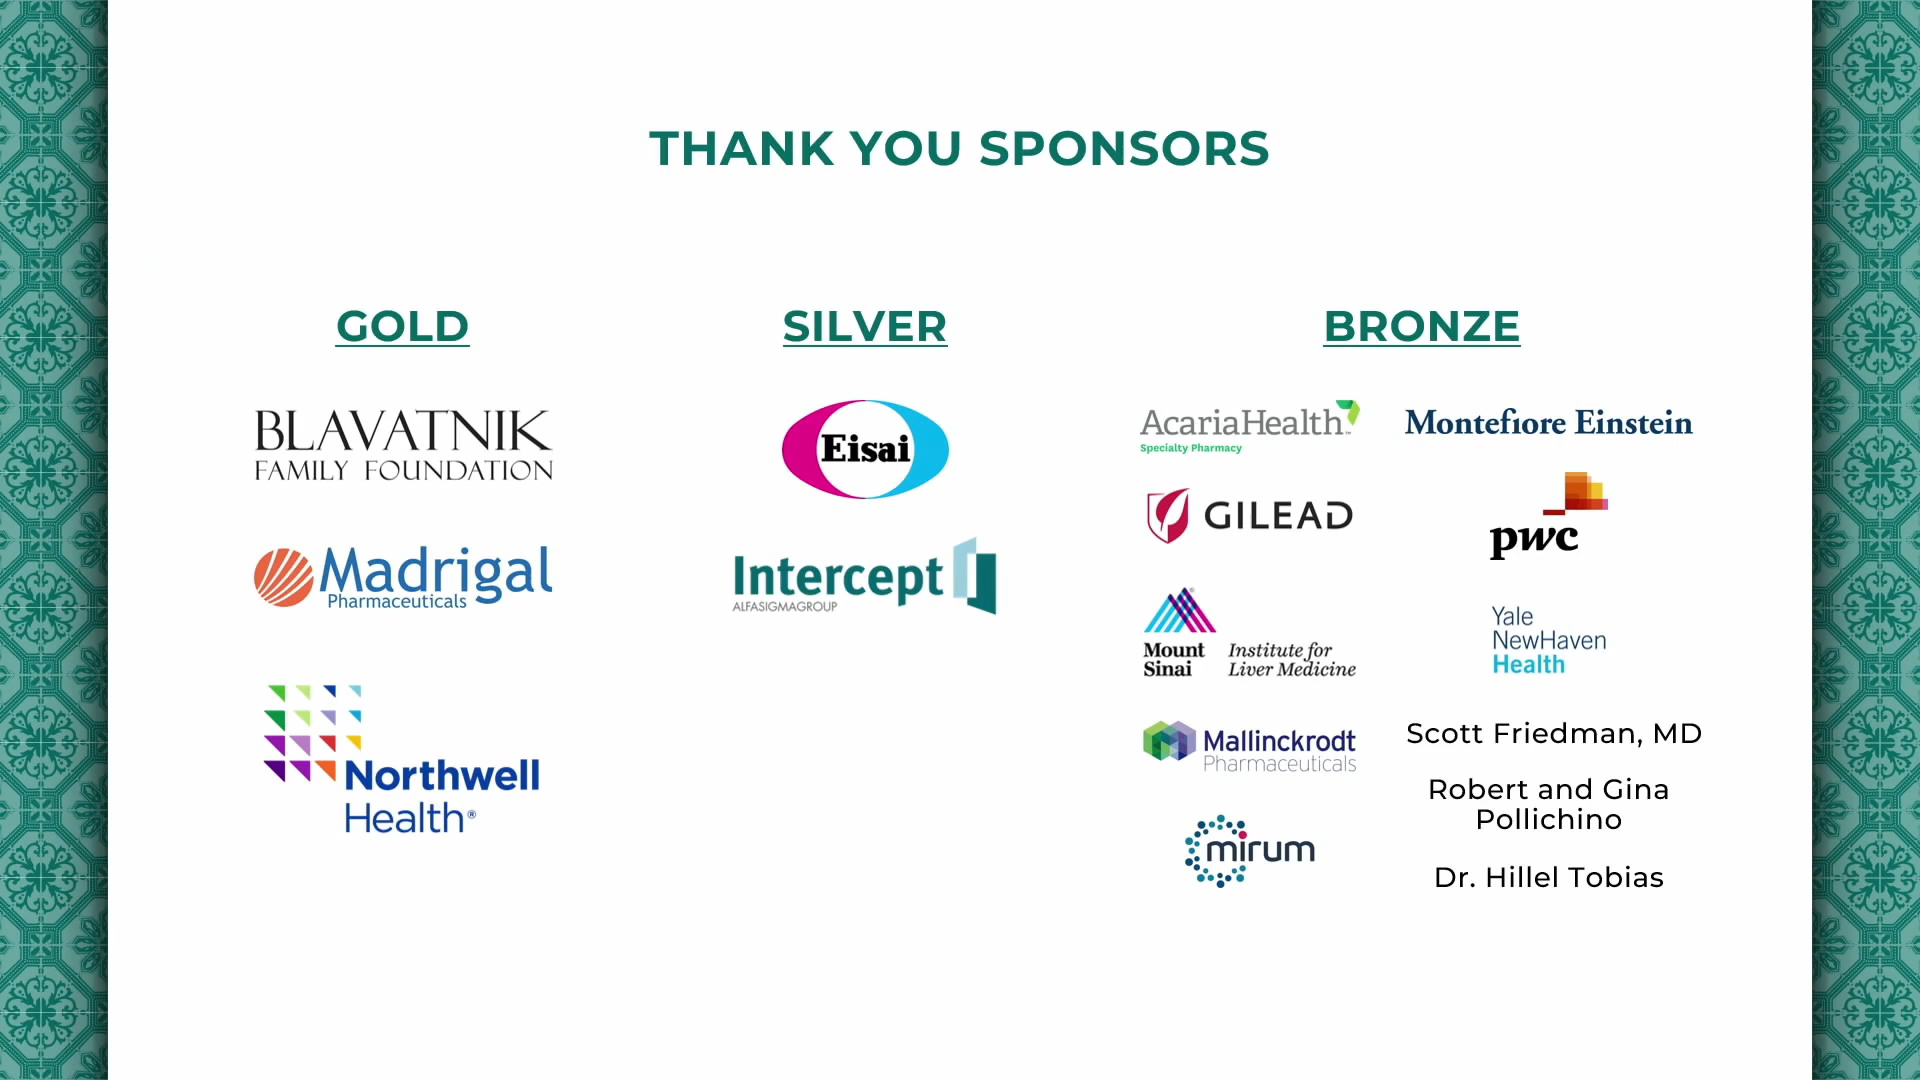 THANK YOU SPONSORS
GOLD
BLAVATNIK
FAMILY FOUNDATION
Madrigal
Pharmaceuticals
Northwell
Health®
SILVER
Eisai
Intercept
ALFASIGMAGROUP
BRONZE
AcariaHealth™
Specialty Pharmacy
GILEAD
Mount
Sinai
Institute for
Liver Medicine
Mallinckrodt
Pharmaceuticals
mirum
Montefiore Einstein
pwc
Yale
NewHaven
Health
Scott Friedman, MD
Robert and Gina
Pollichino
Dr. Hillel Tobias